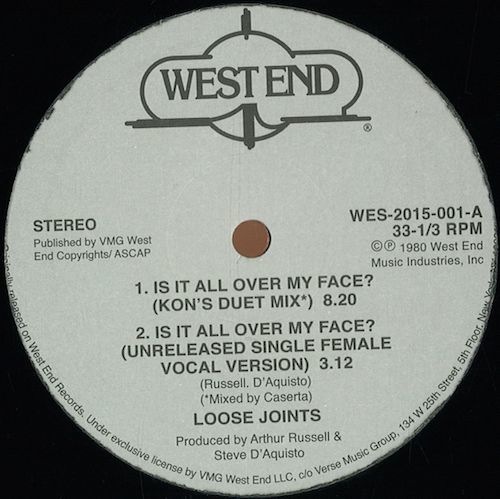 WEST END
®
STEREO
Published by VMG West
End Copyrights/ ASCAP
WES-2015-001-A
33-1/3 RPM
©℗ 1980 West End
Music Industries, Inc
1. IS IT ALL OVER MY FACE?
(KON'S DUET MIX*) 8.20
2. IS IT ALL OVER MY FACE?
(UNRELEASED SINGLE FEMALE
VOCAL VERSION) 3.12
(Russell. D'Aquisto)
(*Mixed by Caserta)
LOOSE JOINTS
Produced by Arthur Russell &
Steve D'Aquisto
released on West End Records. Under exclusive license by VMG West End LLC, c/o Verse Music Group, 134 W 25th Street, 5th Floor, New